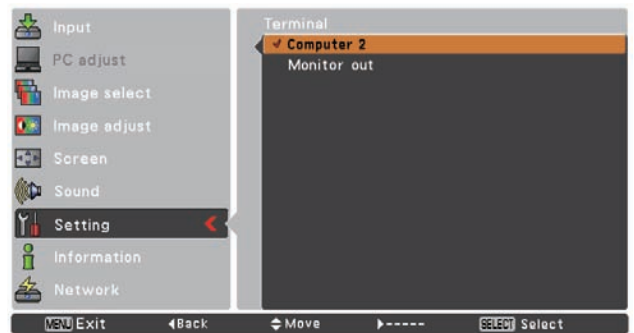 Input
PC adjust
Image select
Image adjust
Screen
Sound
Setting
Information
Network
Terminal
✔ Computer 2
Monitor out
MENU Exit ◀Back ⬍Move ▶----- SELECT Select